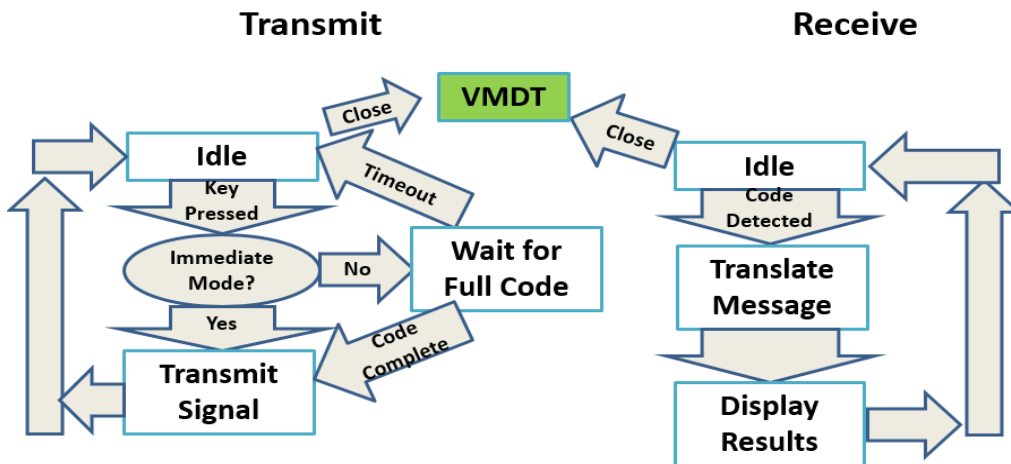 Transmit
Receive
VMDT
Close
Close
Idle
Idle
Key
Pressed
Timeout
Code
Detected
Immediate
Mode?
No
Wait for
Full Code
Translate
Message
Yes
Code
Complete
Transmit
Signal
Display
Results